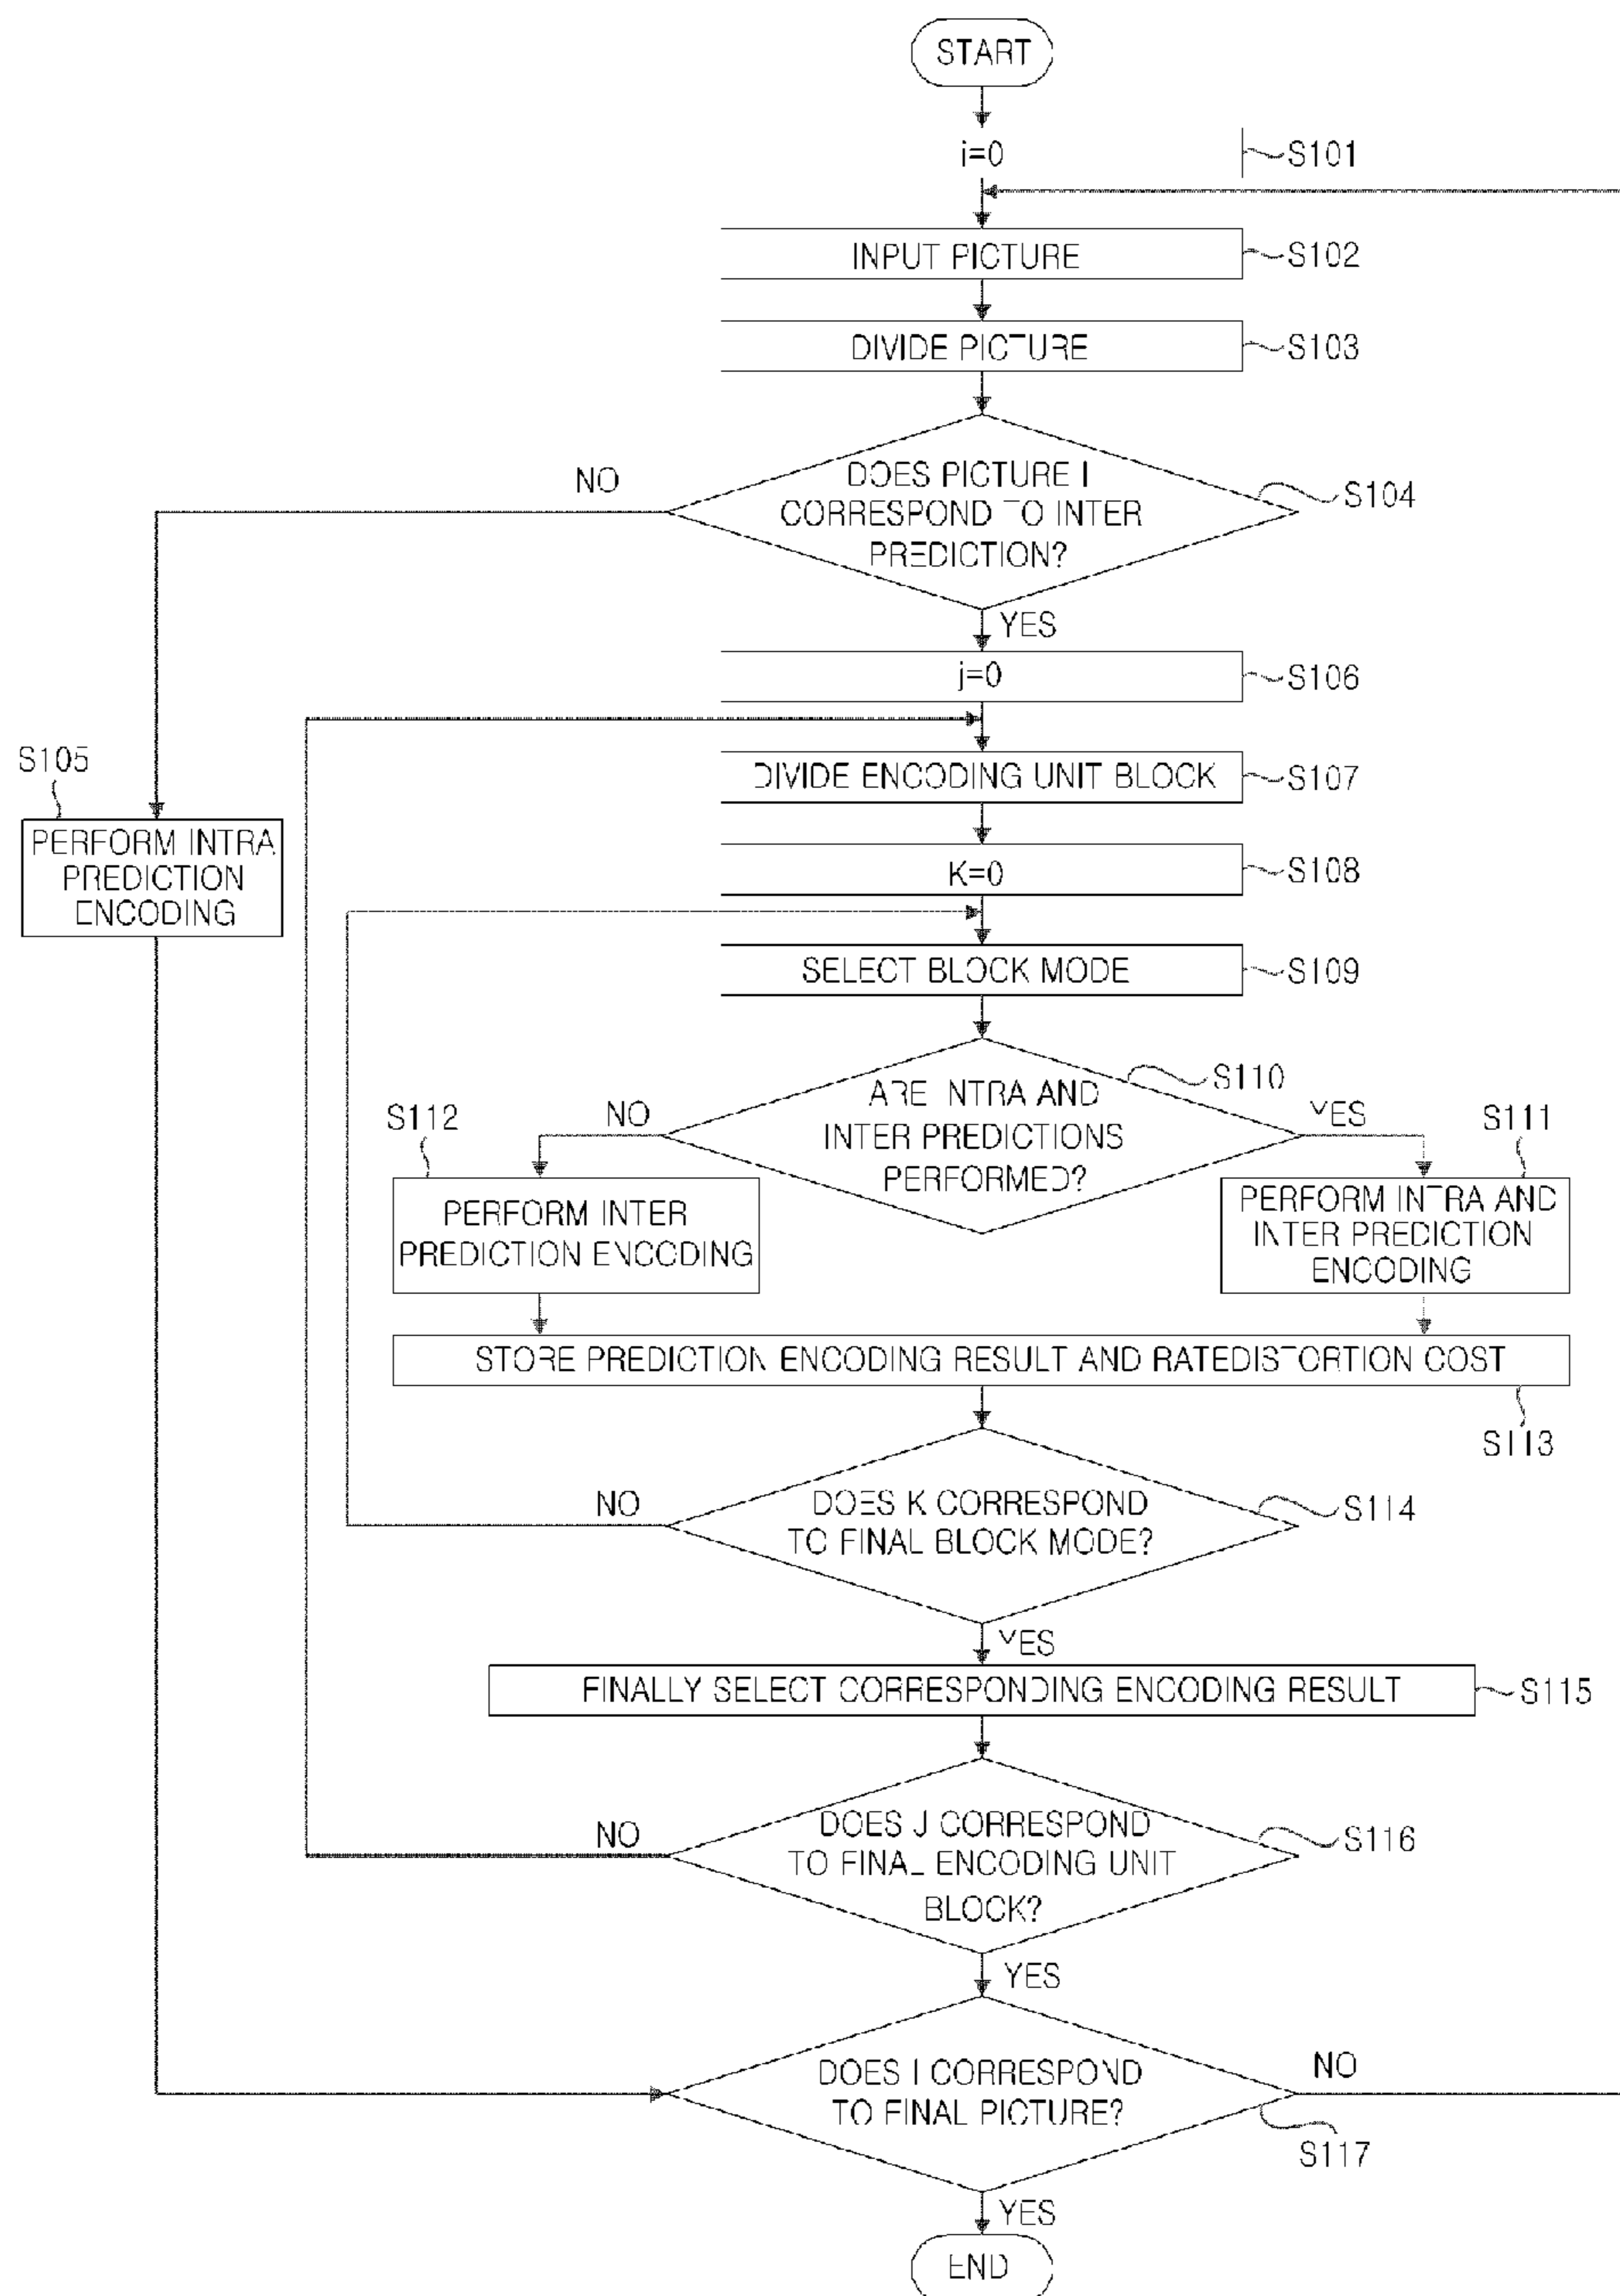 START
i=0
S101
INPUT PICTURE
S102
DIVIDE PICTURE
S103
DOES PICTURE I
CORRESPOND TO INTER
PREDICTION?
S104
NO
YES
j=0
S106
DIVIDE ENCODING UNIT BLOCK
S107
S105
PERFORM INTRA
PREDICTION
ENCODING
K=0
S108
SELECT BLOCK MODE
S109
ARE INTRA AND
INTER PREDICTIONS
PERFORMED?
S110
NO
YES
S112
S111
PERFORM INTER
PREDICTION ENCODING
PERFORM INTRA AND
INTER PREDICTION
ENCODING
STORE PREDICTION ENCODING RESULT AND RATEDISTORTION COST
S113
DOES K CORRESPOND
TO FINAL BLOCK MODE?
S114
NO
YES
FINALLY SELECT CORRESPONDING ENCODING RESULT
S115
DOES J CORRESPOND
TO FINAL ENCODING UNIT
BLOCK?
S116
NO
YES
DOES I CORRESPOND
TO FINAL PICTURE?
NO
S117
YES
END